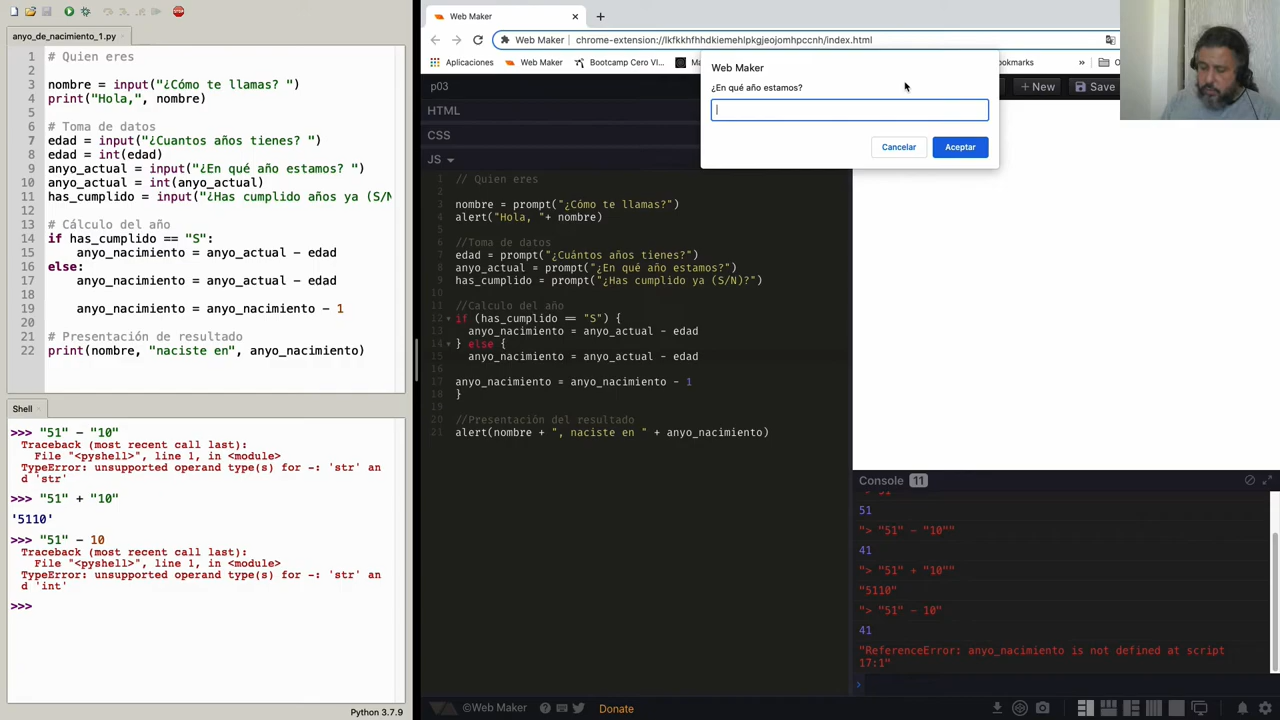 anyo_de_nacimiento_1.py
1 # Quien eres
2
3 nombre = input("¿Cómo te llamas? ")
4 print("Hola,", nombre)
5
6 # Toma de datos
7 edad = input("¿Cuantos años tienes? ")
8 edad = int(edad)
9 anyo_actual = input("¿En qué año estamos? ")
10 anyo_actual = int(anyo_actual)
11 has_cumplido = input("¿Has cumplido años ya (S/N
12
13 # Cálculo del año
14 if has_cumplido == "S":
15 anyo_nacimiento = anyo_actual - edad
16 else:
17 anyo_nacimiento = anyo_actual - edad
18
19 anyo_nacimiento = anyo_nacimiento - 1
20
21 # Presentación de resultado
22 print(nombre, "naciste en", anyo_nacimiento)
Shell
>>> "51" - "10"
Traceback (most recent call last):
File "<pyshell>", line 1, in <module>
TypeError: unsupported operand type(s) for -: 'str' an
d 'str'
>>> "51" + "10"
'5110'
>>> "51" - 10
Traceback (most recent call last):
File "<pyshell>", line 1, in <module>
TypeError: unsupported operand type(s) for -: 'str' an
d 'int'
>>>
Python 3.7.9
Web Maker
Web Maker chrome-extension://lkfkkhfhhdkiemehlpkgjeojomhpccnh/index.html
Aplicaciones Web Maker Bootcamp Cero VI... »
p03 + New Save
HTML
CSS
JS
Web Maker
¿En qué año estamos?
Cancelar Aceptar
1 // Quien eres
2
3 nombre = prompt("¿Cómo te llamas?")
4 alert("Hola, "+ nombre)
5
6 //Toma de datos
7 edad = prompt("¿Cuántos años tienes?")
8 anyo_actual = prompt("¿En qué año estamos?")
9 has_cumplido = prompt("¿Has cumplido ya (S/N)?")
10
11 //Calculo del año
12 if (has_cumplido == "S") {
13 anyo_nacimiento = anyo_actual - edad
14 } else {
15 anyo_nacimiento = anyo_actual - edad
16
17 anyo_nacimiento = anyo_nacimiento - 1
18 }
19
20 //Presentación del resultado
21 alert(nombre + ", naciste en " + anyo_nacimiento)
Console 11
51
"> "51" - "10""
41
"> "51" + "10""
"5110"
"> "51" - 10"
41
"ReferenceError: anyo_nacimiento is not defined at script
17:1"
>
©Web Maker Donate